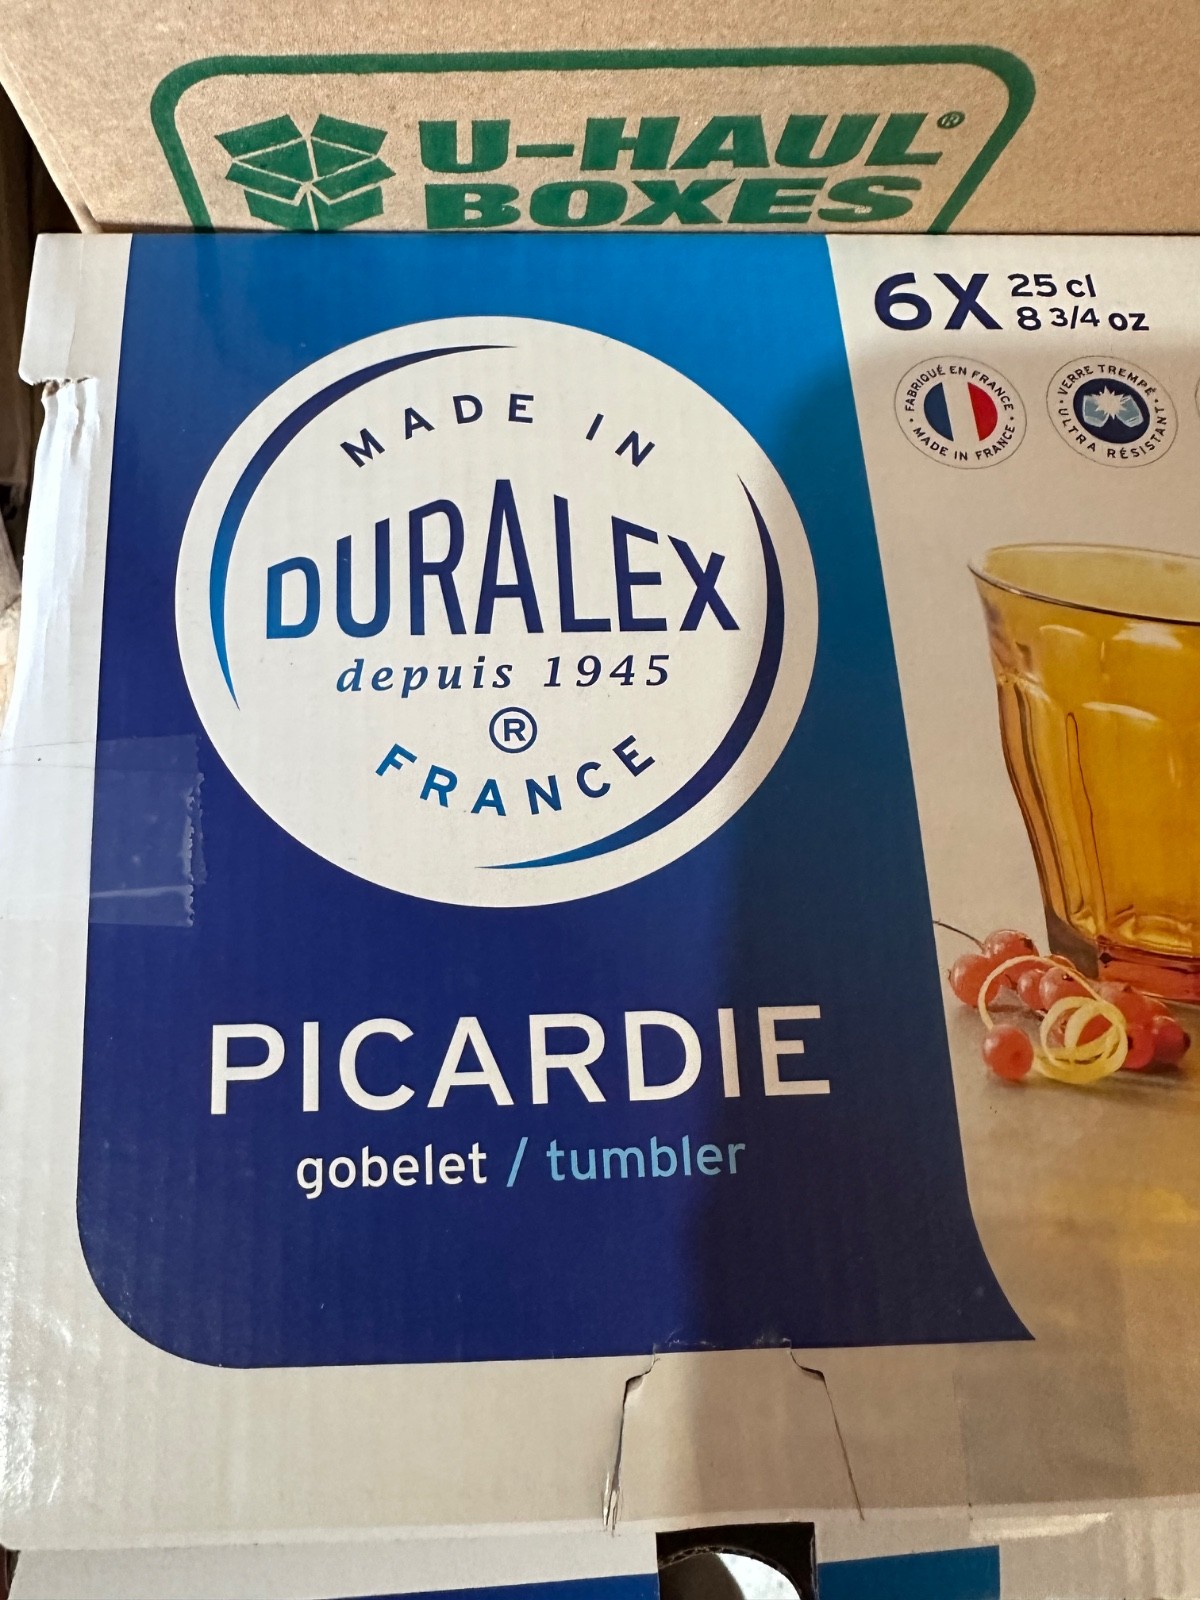 U-HAUL®
BOXES
6X 25 cl
8 3/4 oz
FABRIQUÉ EN FRANCE
MADE IN FRANCE
VERRE TREMPÉ
ULTRA RÉSISTANT
MADE IN
DURALEX
depuis 1945
®
FRANCE
PICARDIE
gobelet / tumbler